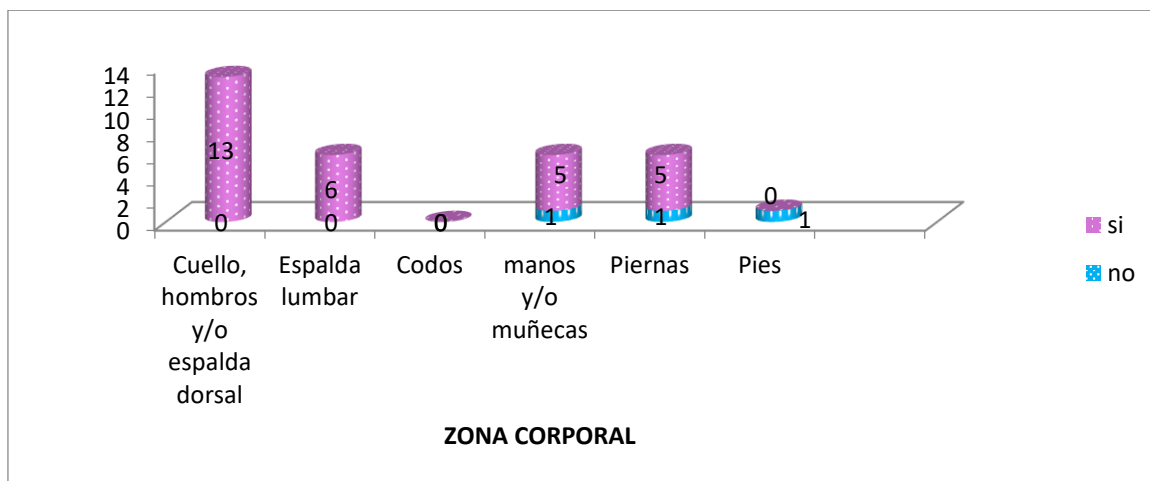 14
12
10
8
6
4
2
0
13
0
6
0
0
5
1
5
1
0
1
Cuello,
hombros
y/o
espalda
dorsal
Espalda
lumbar
Codos
manos
y/o
muñecas
Piernas
Pies
si
no
ZONA CORPORAL